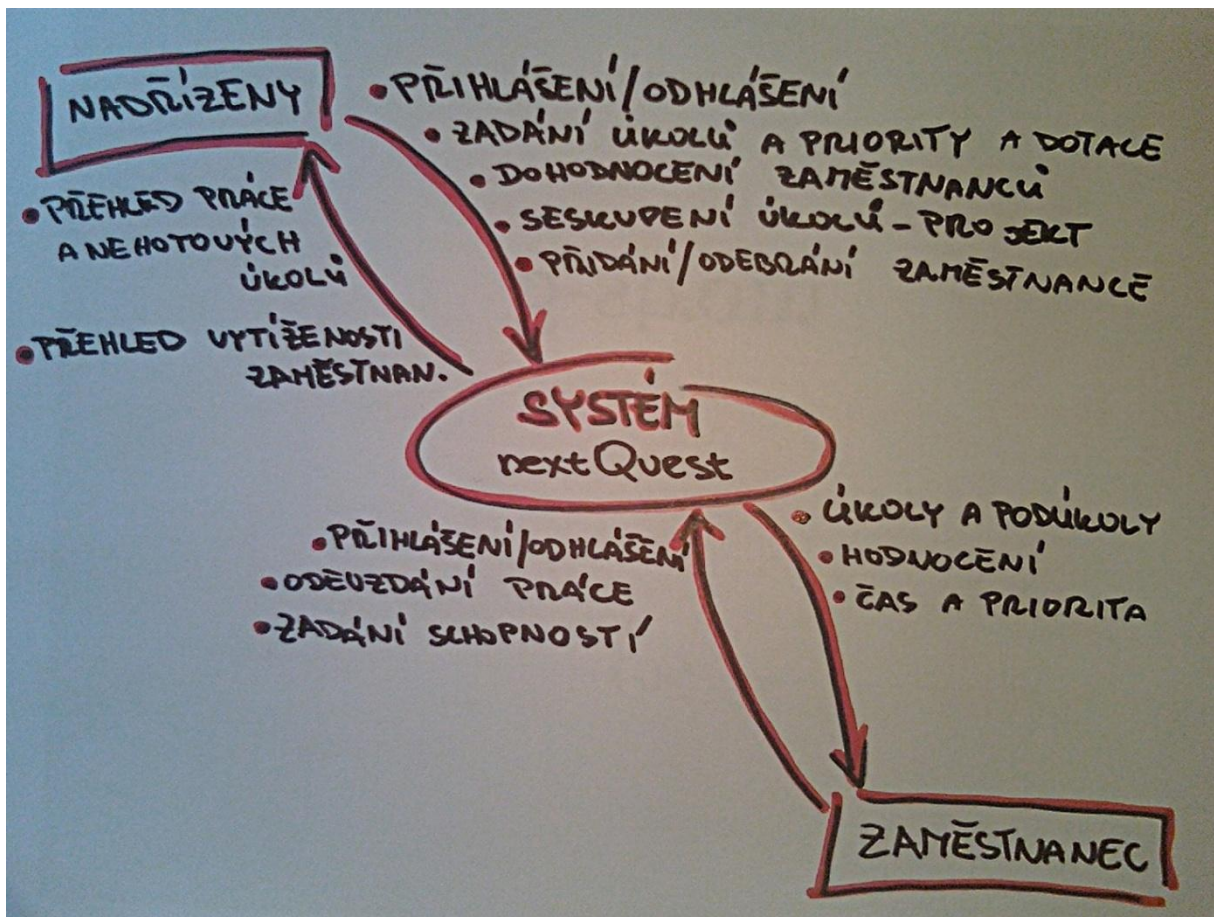 NADŘÍZENY
• PŘIHLÁŠENÍ/ODHLÁŠENÍ
• ZADÁNÍ ÚKOLŮ A PRIORITY A DOTACE
• DOHODNOCENÍ ZAMĚSTNANCŮ
• SESKUPENÍ ÚKOLŮ - PROJEKT
• PŘIDÁNÍ/ODEBRÁNÍ ZAMĚSTNANCE
• PŘEHLED PRÁCE
A NEHOTOVÝCH
ÚKOLŮ
• PŘEHLED VYTÍŽENOSTI
ZAMĚSTNAN.
SYSTÉM
nextQuest
• PŘIHLÁŠENÍ/ODHLÁŠENÍ
• ODEVZDÁNÍ PRÁCE
• ZADÁNÍ SCHOPNOSTÍ
• ÚKOLY A PODÚKOLY
• HODNOCENÍ
• ČAS A PRIORITA
ZAMĚSTNANEC